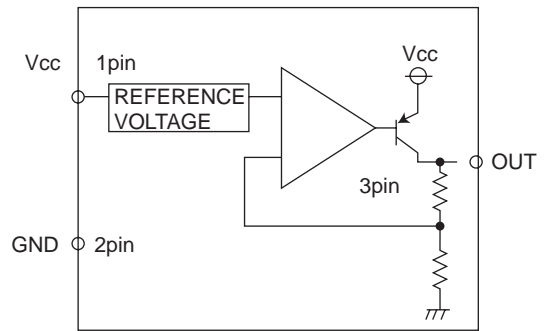 Vcc 1pin
Vcc
REFERENCE
VOLTAGE
3pin
OUT
GND 2pin